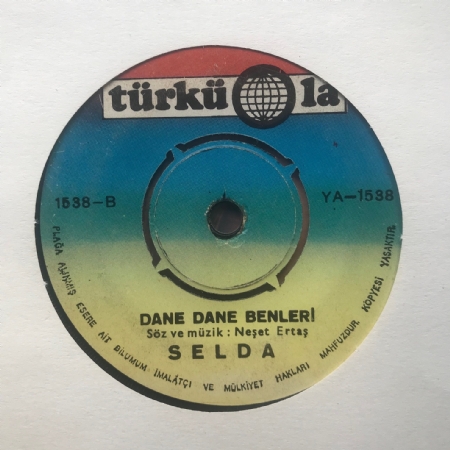 türkü la
1538-B
YA-1538
DANE DANE BENLERİ
Söz ve müzik : Neşet Ertaş
SELDA
PLAĞA ALINMIŞ ESERE AİT BİLUMUM İMALÂTÇI VE MÜLKİYET HAKLARI MAHFUZDUR KOPYESİ YASAKTIR.